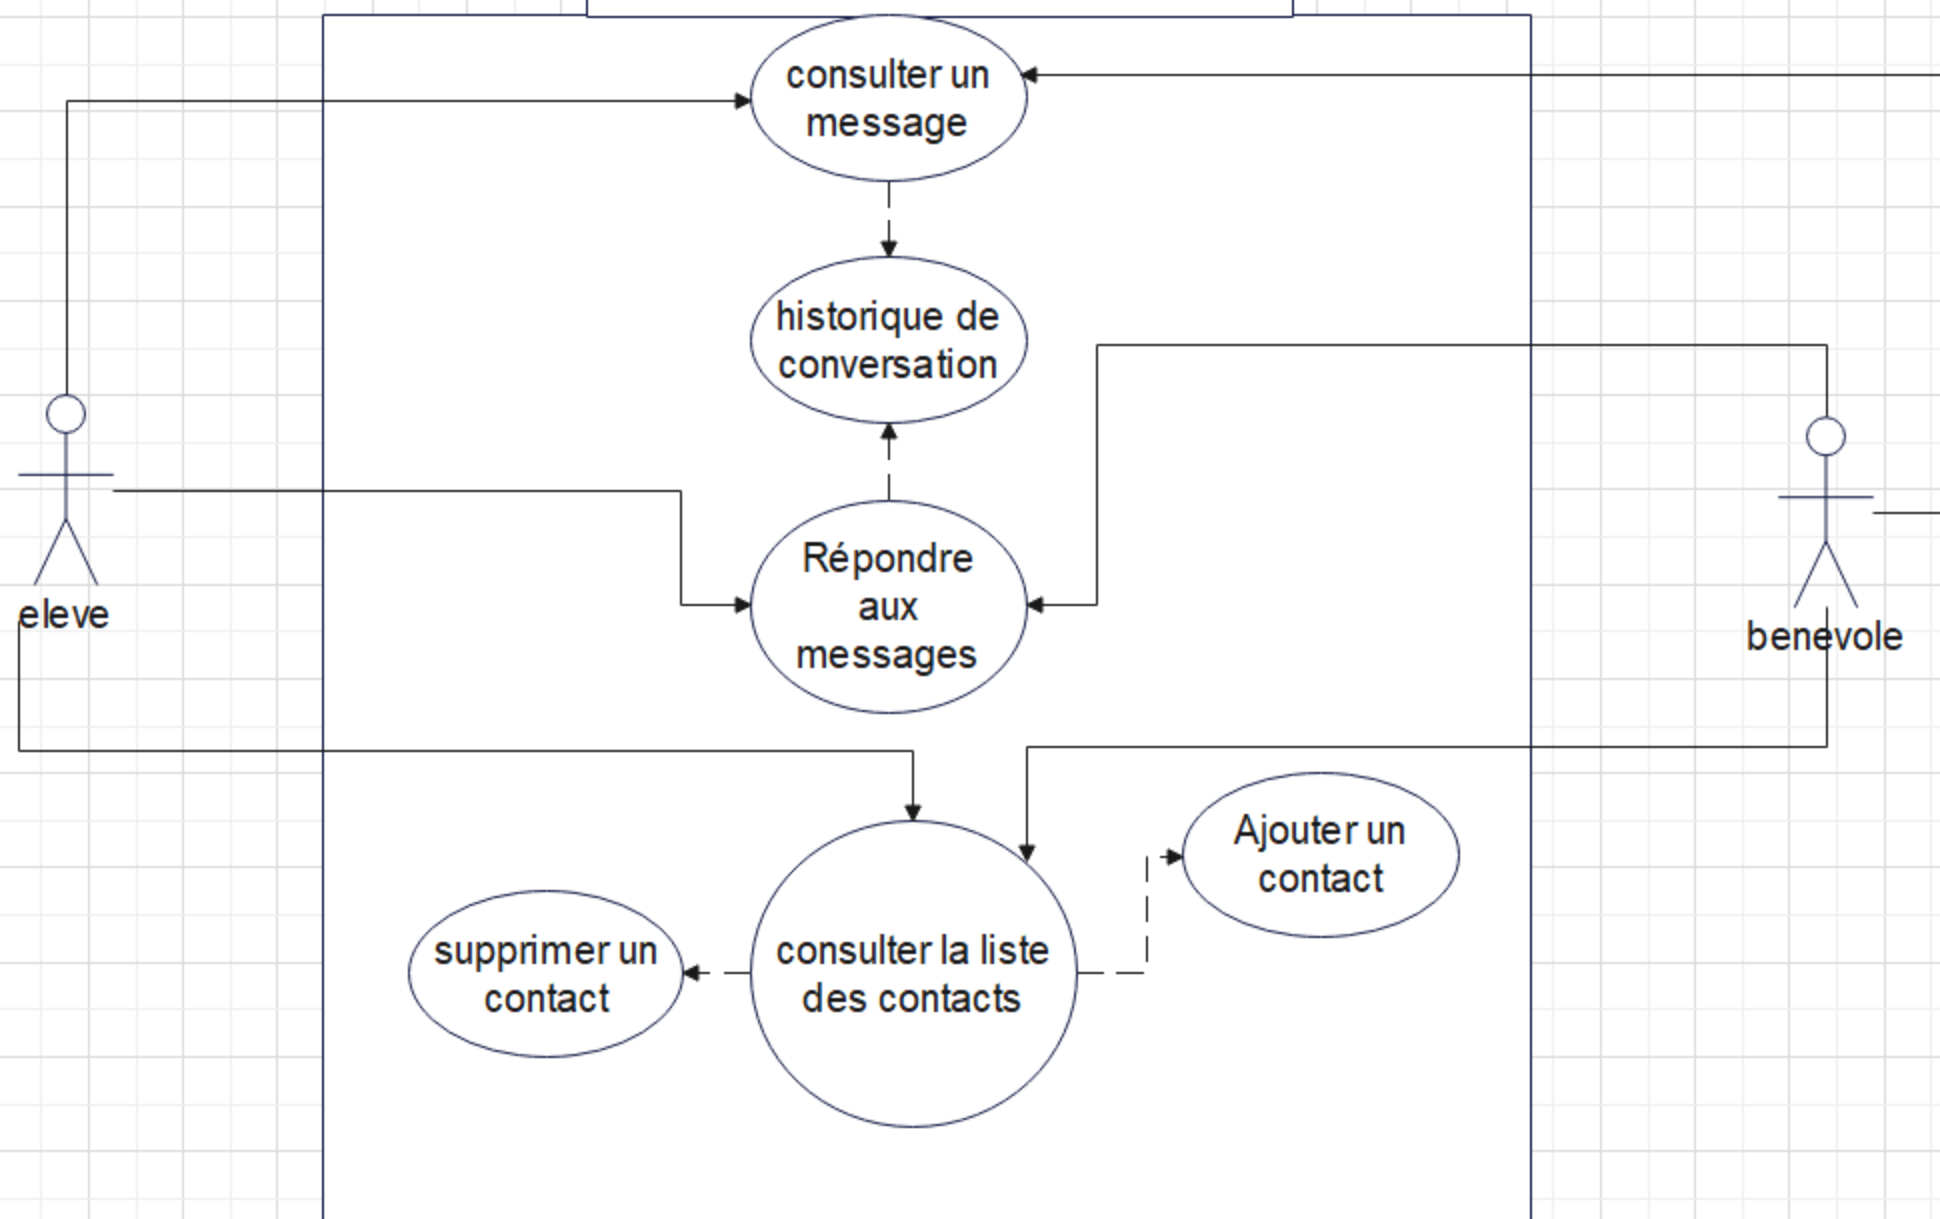 consulter un
message
historique de
conversation
eleve
Répondre
aux
messages
benevole
Ajouter un
contact
supprimer un
contact
consulter la liste
des contacts